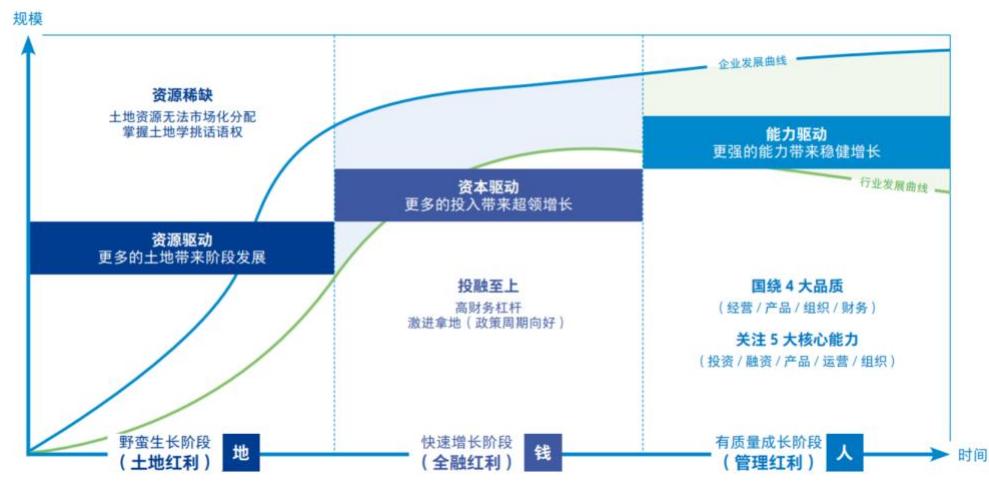 规模
企业发展曲线
资源稀缺
土地资源无法市场化分配
掌握土地学挑话语权
能力驱动
更强的能力带来稳健增长
资本驱动
更多的投入带来超领增长
行业发展曲线
资源驱动
更多的土地带来阶段发展
投融至上
高财务杠杆
激进拿地（政策周期向好）
国绕 4 大品质
（经营 / 产品 / 组织 / 财务）
关注 5 大核心能力
（投资 / 融资 / 产品 / 运营 / 组织）
野蛮生长阶段
（土地红利）
地
快速增长阶段
（全融红利）
钱
有质量成长阶段
（管理红利）
人
时间